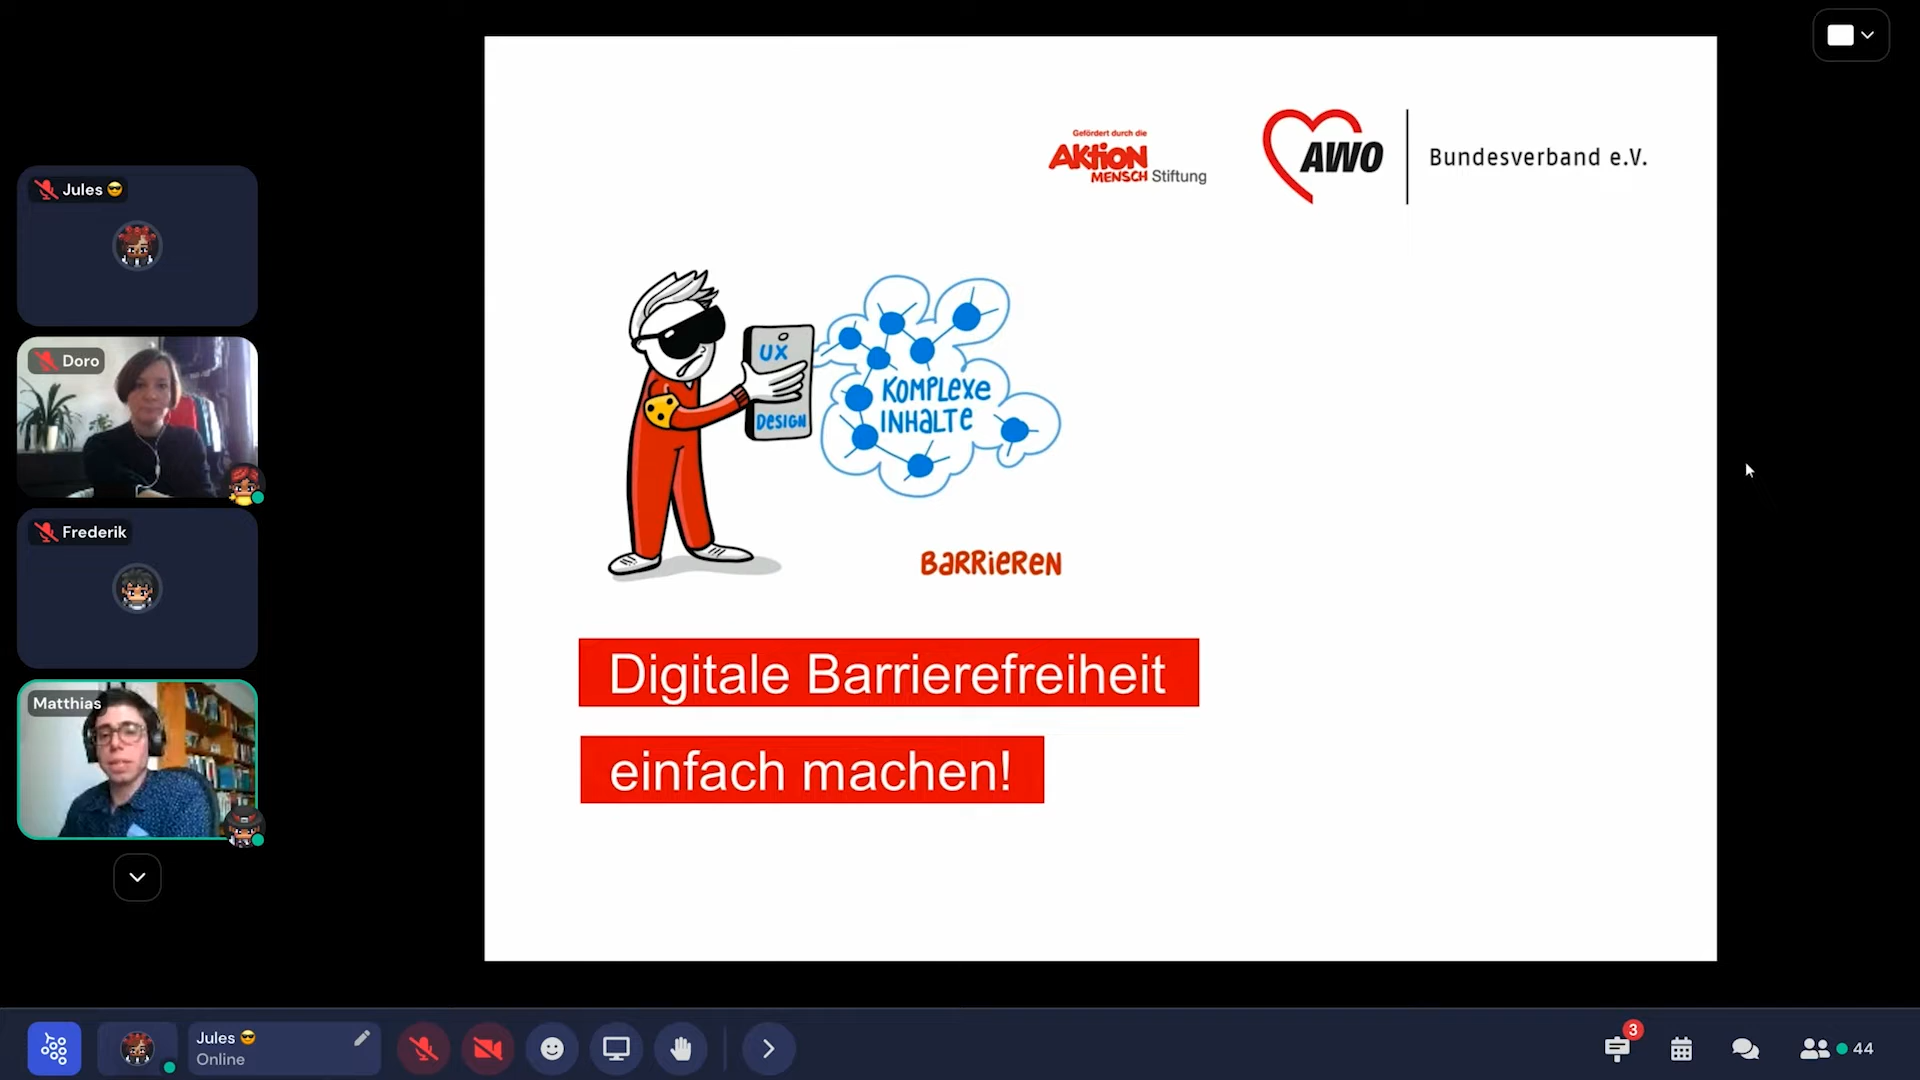 Jules 😎
Doro
Frederik
Matthias
Gefördert durch die
AKTION
MENSCH Stiftung
AWO
Bundesverband e.V.
UX
DESIGN
KOMPLEXE
INHALTE
BARRIEREN
Digitale Barrierefreiheit
einfach machen!
Jules 😎
Online
3
44